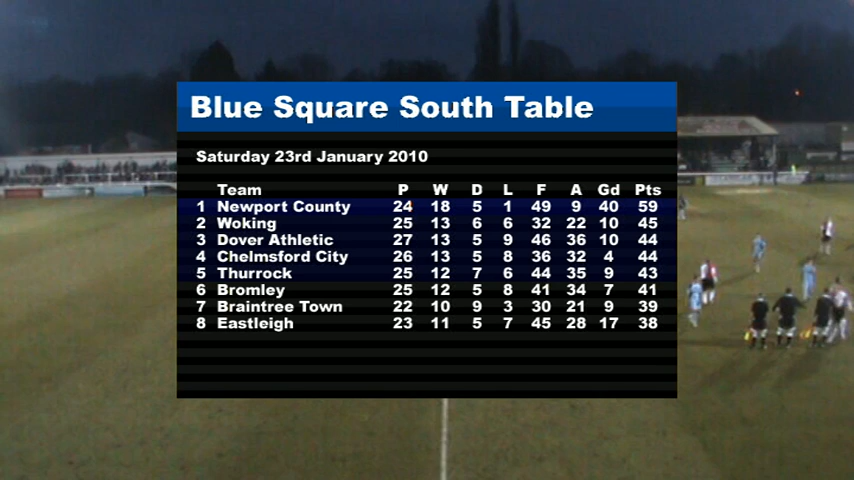 Blue Square South Table
Saturday 23rd January 2010
Team P W D L F A Gd Pts
1 Newport County 24 18 5 1 49 9 40 59
2 Woking 25 13 6 6 32 22 10 45
3 Dover Athletic 27 13 5 9 46 36 10 44
4 Chelmsford City 26 13 5 8 36 32 4 44
5 Thurrock 25 12 7 6 44 35 9 43
6 Bromley 25 12 5 8 41 34 7 41
7 Braintree Town 22 10 9 3 30 21 9 39
8 Eastleigh 23 11 5 7 45 28 17 38